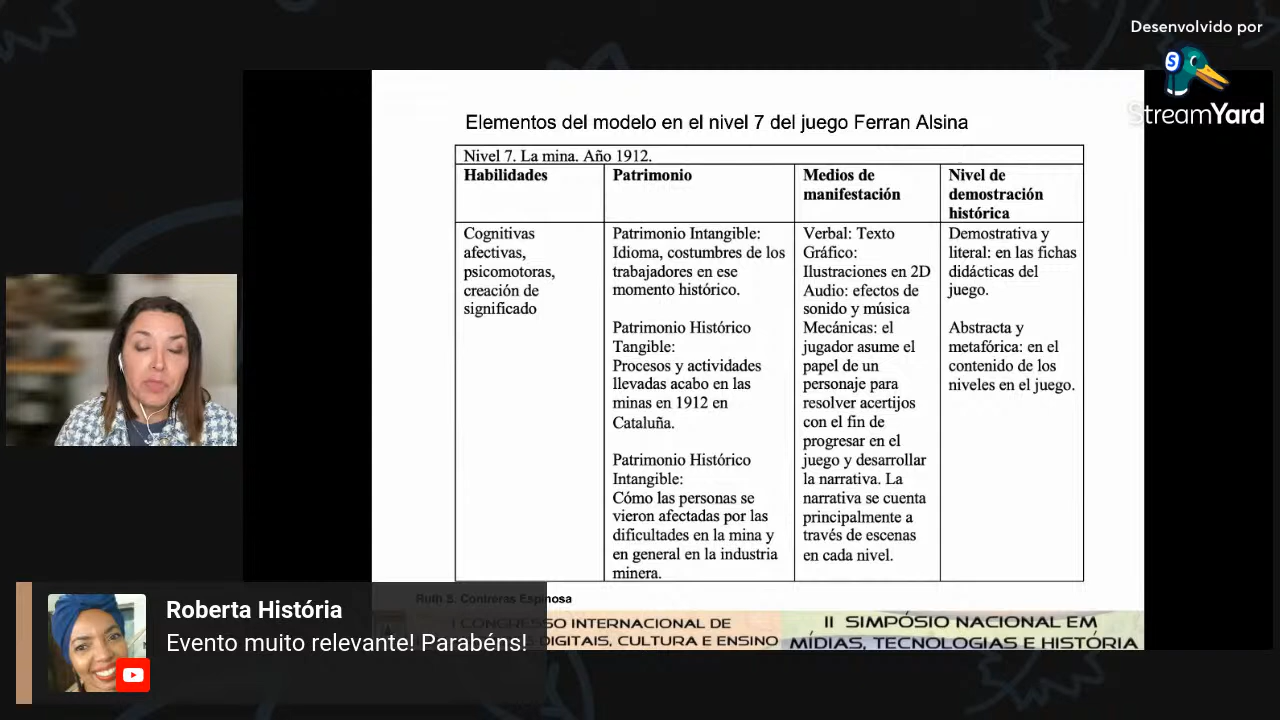 Desenvolvido por
StreamYard
Elementos del modelo en el nivel 7 del juego Ferran Alsina
Nivel 7. La mina. Año 1912.
Habilidades
Patrimonio
Medios de
manifestación
Nivel de
demostración
histórica
Cognitivas
afectivas,
psicomotoras,
creación de
significado
Patrimonio Intangible:
Idioma, costumbres de los
trabajadores en ese
momento histórico.
Patrimonio Histórico
Tangible:
Procesos y actividades
llevadas acabo en las
minas en 1912 en
Cataluña.
Patrimonio Histórico
Intangible:
Cómo las personas se
vieron afectadas por las
dificultades en la mina y
en general en la industria
minera.
Verbal: Texto
Gráfico:
Ilustraciones en 2D
Audio: efectos de
sonido y música
Mecánicas: el
jugador asume el
papel de un
personaje para
resolver acertijos
con el fin de
progresar en el
juego y desarrollar
la narrativa. La
narrativa se cuenta
principalmente a
través de escenas
en cada nivel.
Demostrativa y
literal: en las fichas
didácticas del
juego.
Abstracta y
metafórica: en el
contenido de los
niveles en el juego.
Ruth S. Contreras Espinosa
I CONGRESSO INTERNACIONAL DE
DIGITAIS, CULTURA E ENSINO
II SIMPÓSIO NACIONAL EM
MÍDIAS, TECNOLOGIAS E HISTÓRIA
Roberta História
Evento muito relevante! Parabéns!